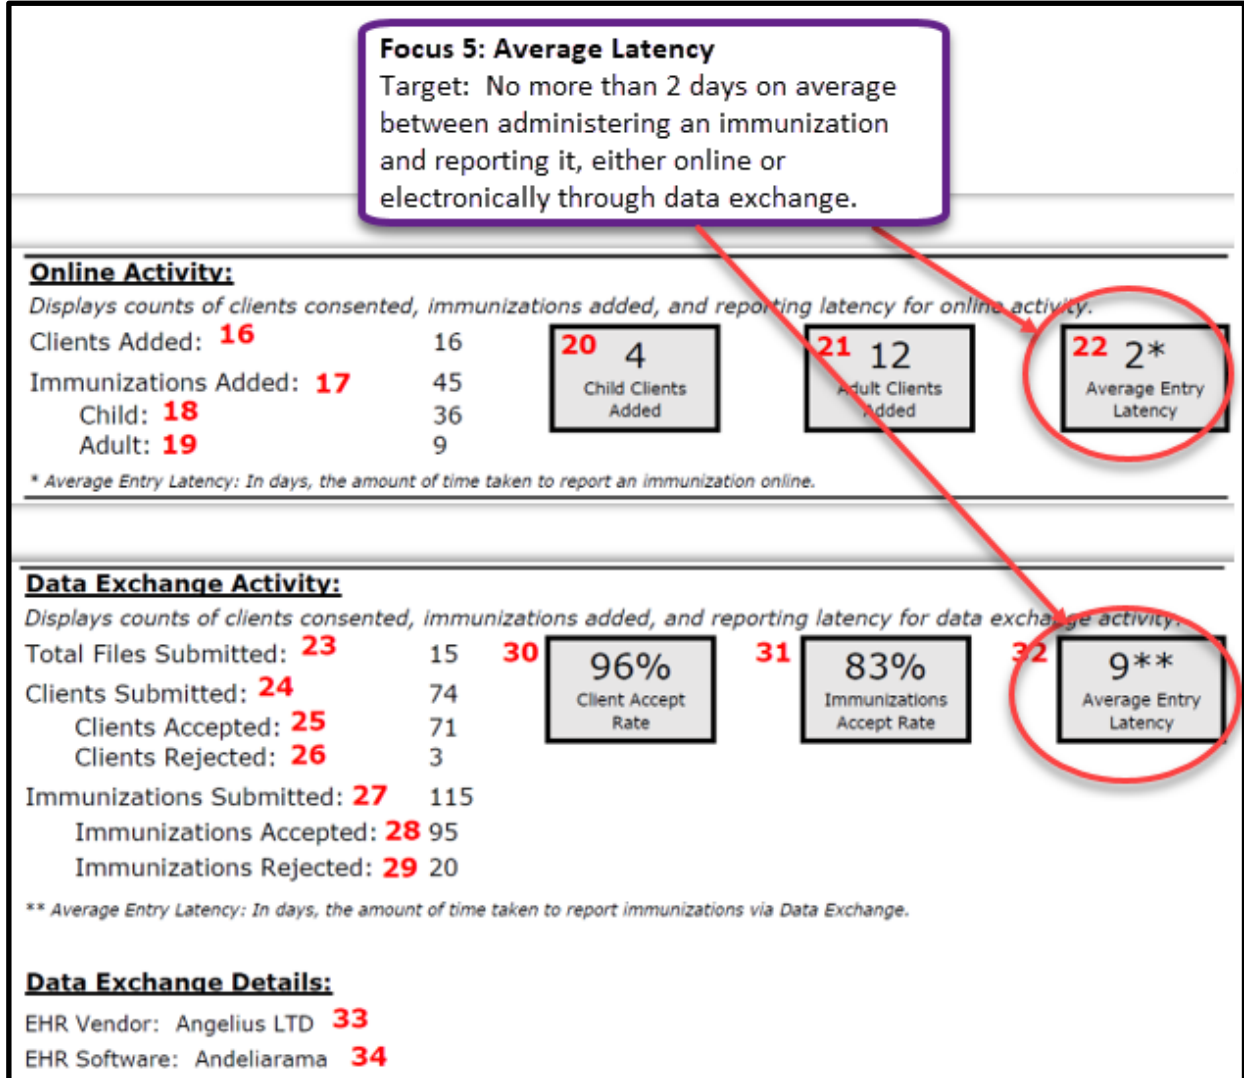 Focus 5: Average Latency
Target: No more than 2 days on average
between administering an immunization
and reporting it, either online or
electronically through data exchange.
Online Activity:
Displays counts of clients consented, immunizations added, and reporting latency for online activity.
Clients Added: 16 16
Immunizations Added: 17 45
Child: 18 36
Adult: 19 9
20 4
Child Clients
Added
21 12
Adult Clients
Added
22 2*
Average Entry
Latency
* Average Entry Latency: In days, the amount of time taken to report an immunization online.
Data Exchange Activity:
Displays counts of clients consented, immunizations added, and reporting latency for data exchange activity.
Total Files Submitted: 23 15
Clients Submitted: 24 74
Clients Accepted: 25 71
Clients Rejected: 26 3
Immunizations Submitted: 27 115
Immunizations Accepted: 28 95
Immunizations Rejected: 29 20
30 96%
Client Accept
Rate
31 83%
Immunizations
Accept Rate
32 9**
Average Entry
Latency
** Average Entry Latency: In days, the amount of time taken to report immunizations via Data Exchange.
Data Exchange Details:
EHR Vendor: Angelius LTD 33
EHR Software: Andeliarama 34